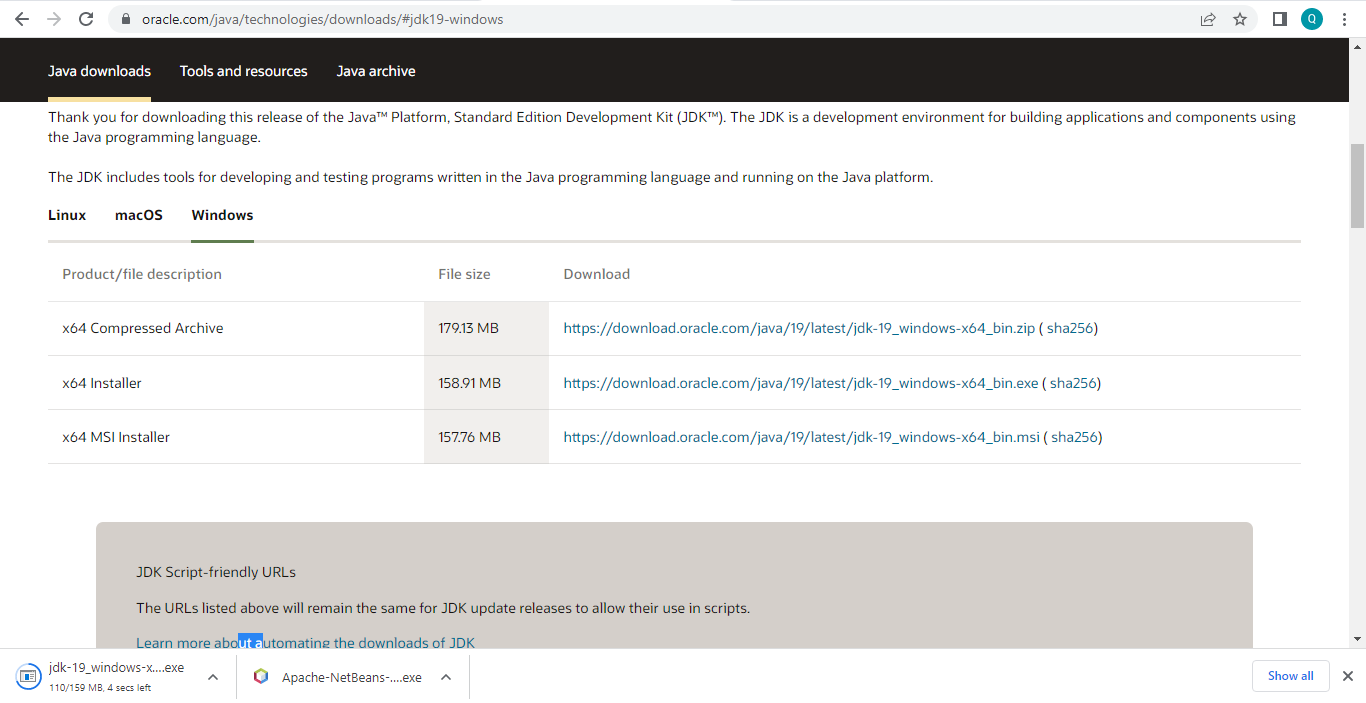 oracle.com/java/technologies/downloads/#jdk19-windows
Q
Java downloads Tools and resources Java archive
Thank you for downloading this release of the Java™ Platform, Standard Edition Development Kit (JDK™). The JDK is a development environment for building applications and components using
the Java programming language.
The JDK includes tools for developing and testing programs written in the Java programming language and running on the Java platform.
Linux macOS Windows
Product/file description File size Download
x64 Compressed Archive 179.13 MB https://download.oracle.com/java/19/latest/jdk-19_windows-x64_bin.zip ( sha256)
x64 Installer 158.91 MB https://download.oracle.com/java/19/latest/jdk-19_windows-x64_bin.exe ( sha256)
x64 MSI Installer 157.76 MB https://download.oracle.com/java/19/latest/jdk-19_windows-x64_bin.msi ( sha256)
JDK Script-friendly URLs
The URLs listed above will remain the same for JDK update releases to allow their use in scripts.
Learn more about automating the downloads of JDK
jdk-19_windows-x....exe
110/159 MB, 4 secs left
Apache-NetBeans-....exe
Show all